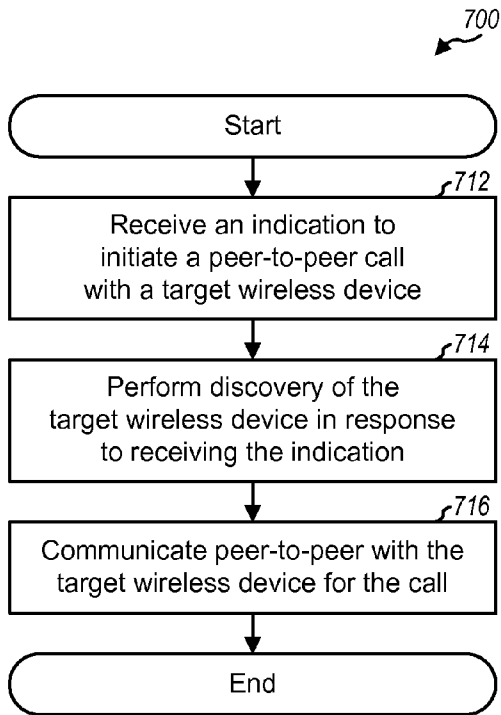 700
Start
712
Receive an indication to
initiate a peer-to-peer call
with a target wireless device
714
Perform discovery of the
target wireless device in response
to receiving the indication
716
Communicate peer-to-peer with the
target wireless device for the call
End